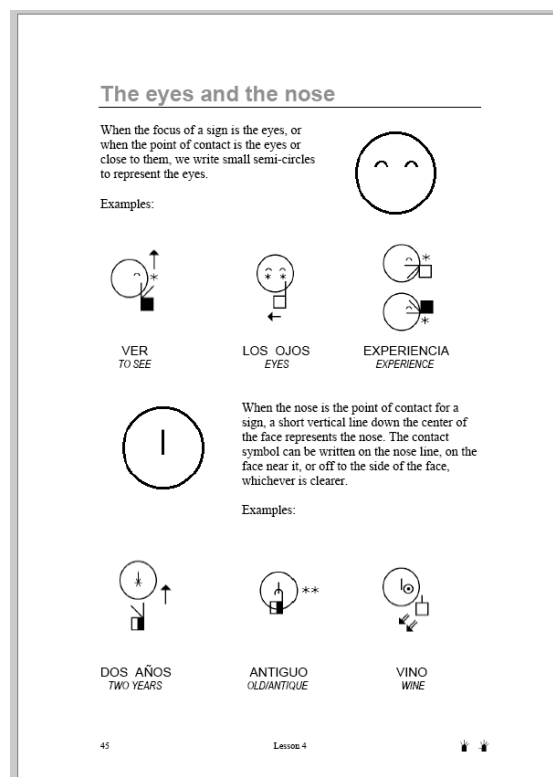 The eyes and the nose
When the focus of a sign is the eyes, or
when the point of contact is the eyes or
close to them, we write small semi-circles
to represent the eyes.
Examples:
VER
TO SEE
LOS OJOS
EYES
EXPERIENCIA
EXPERIENCE
When the nose is the point of contact for a
sign, a short vertical line down the center of
the face represents the nose. The contact
symbol can be written on the nose line, on the
face near it, or off to the side of the face,
whichever is clearer.
Examples:
DOS AÑOS
TWO YEARS
ANTIGUO
OLD/ANTIQUE
VINO
WINE
45 Lesson 4